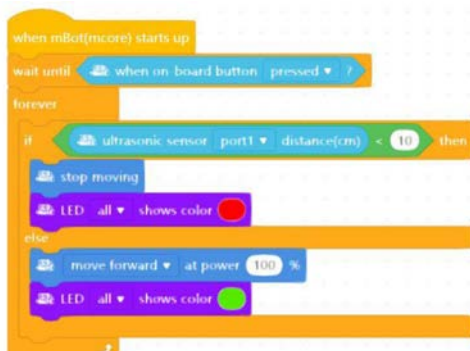 when mBot(mcore) starts up
wait until when on board button pressed ?
forever
if ultrasonic sensor port1 distance(cm) < 10 then
stop moving
LED all shows color
else
move forward at power 100 %
LED all shows color